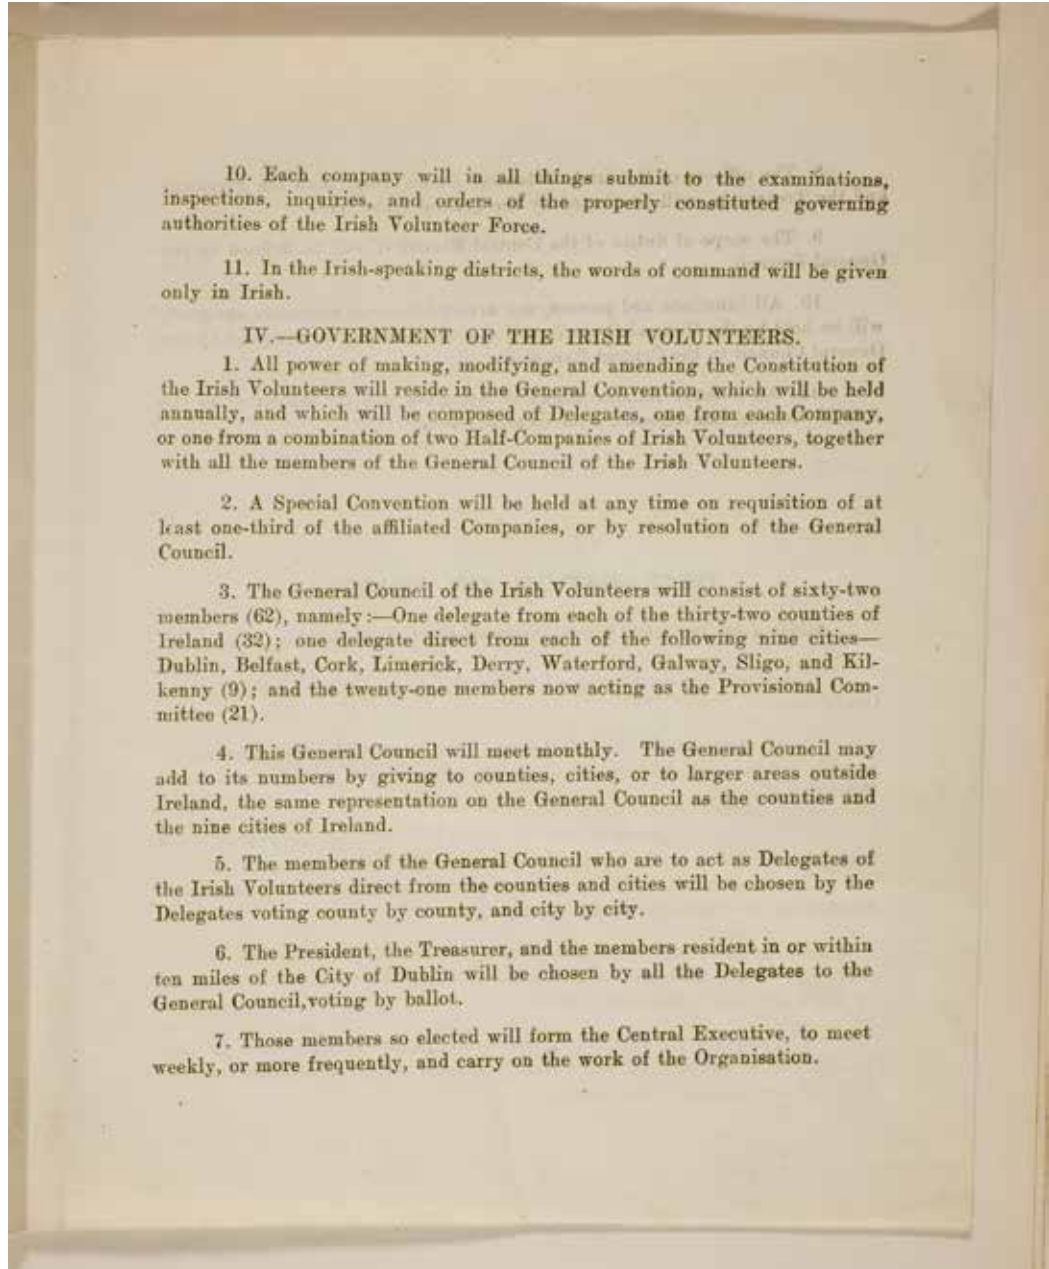 10. Each company will in all things submit to the examinations,
inspections, inquiries, and orders of the properly constituted governing
authorities of the Irish Volunteer Force.
11. In the Irish-speaking districts, the words of command will be given
only in Irish.
IV.—GOVERNMENT OF THE IRISH VOLUNTEERS.
1. All power of making, modifying, and amending the Constitution of
the Irish Volunteers will reside in the General Convention, which will be held
annually, and which will be composed of Delegates, one from each Company,
or one from a combination of two Half-Companies of Irish Volunteers, together
with all the members of the General Council of the Irish Volunteers.
2. A Special Convention will be held at any time on requisition of at
least one-third of the affiliated Companies, or by resolution of the General
Council.
3. The General Council of the Irish Volunteers will consist of sixty-two
members (62), namely:—One delegate from each of the thirty-two counties of
Ireland (32); one delegate direct from each of the following nine cities—
Dublin, Belfast, Cork, Limerick, Derry, Waterford, Galway, Sligo, and Kil-
kenny (9); and the twenty-one members now acting as the Provisional Com-
mittee (21).
4. This General Council will meet monthly. The General Council may
add to its numbers by giving to counties, cities, or to larger areas outside
Ireland, the same representation on the General Council as the counties and
the nine cities of Ireland.
5. The members of the General Council who are to act as Delegates of
the Irish Volunteers direct from the counties and cities will be chosen by the
Delegates voting county by county, and city by city.
6. The President, the Treasurer, and the members resident in or within
ten miles of the City of Dublin will be chosen by all the Delegates to the
General Council,voting by ballot.
7. Those members so elected will form the Central Executive, to meet
weekly, or more frequently, and carry on the work of the Organisation.